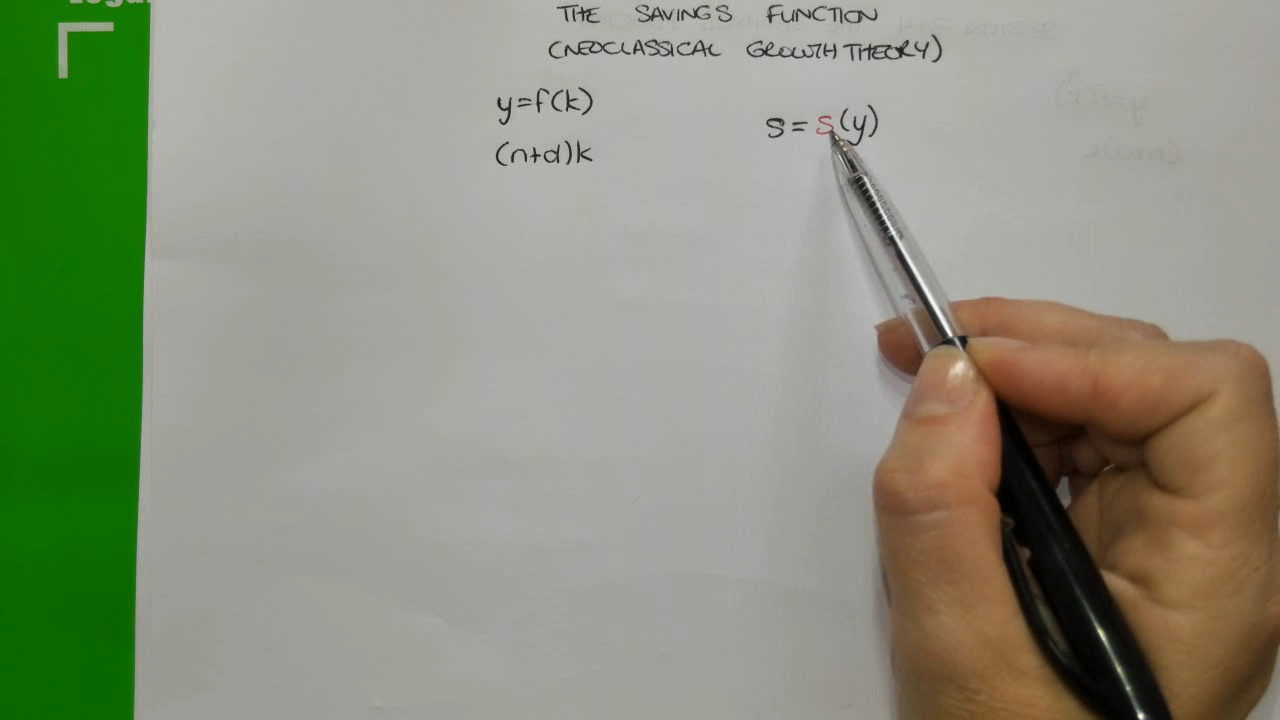 THE SAVINGS FUNCTION
(NEOCLASSICAL GROWTH THEORY)
y=f(k)
s=s(y)
(n+d)k